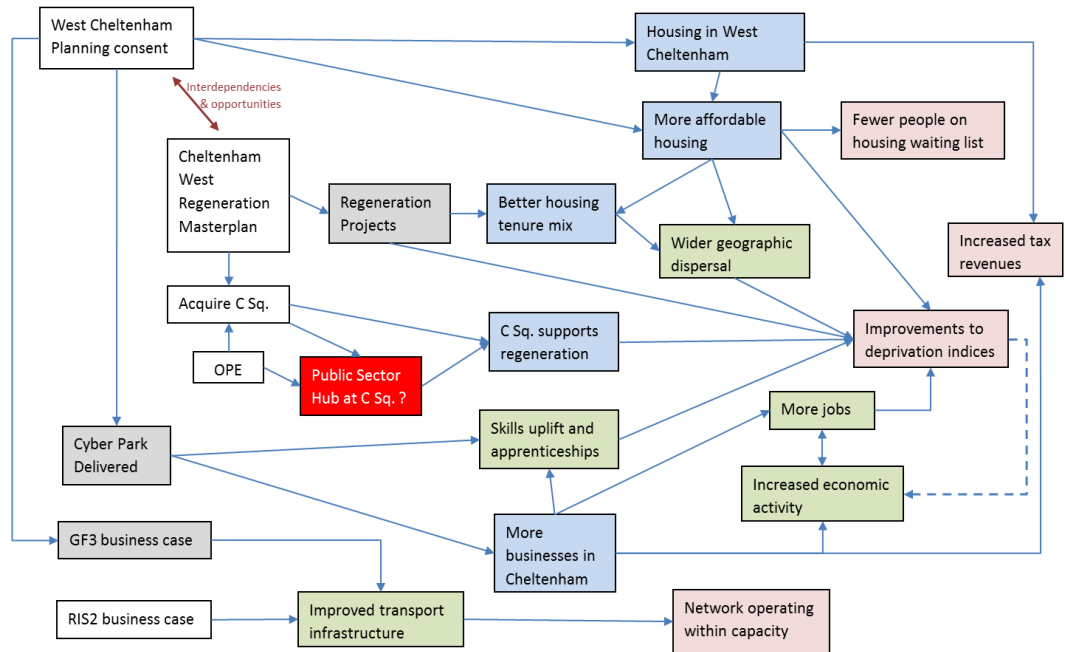 West Cheltenham
Planning consent
Housing in West
Cheltenham
Interdependencies
& opportunities
More affordable
housing
Fewer people on
housing waiting list
Cheltenham
West
Regeneration
Masterplan
Regeneration
Projects
Better housing
tenure mix
Wider geographic
dispersal
Increased tax
revenues
Acquire C Sq.
C Sq. supports
regeneration
Improvements to
deprivation indices
OPE
Public Sector
Hub at C Sq. ?
More jobs
Skills uplift and
apprenticeships
Cyber Park
Delivered
Increased economic
activity
GF3 business case
More
businesses in
Cheltenham
RIS2 business case
Improved transport
infrastructure
Network operating
within capacity